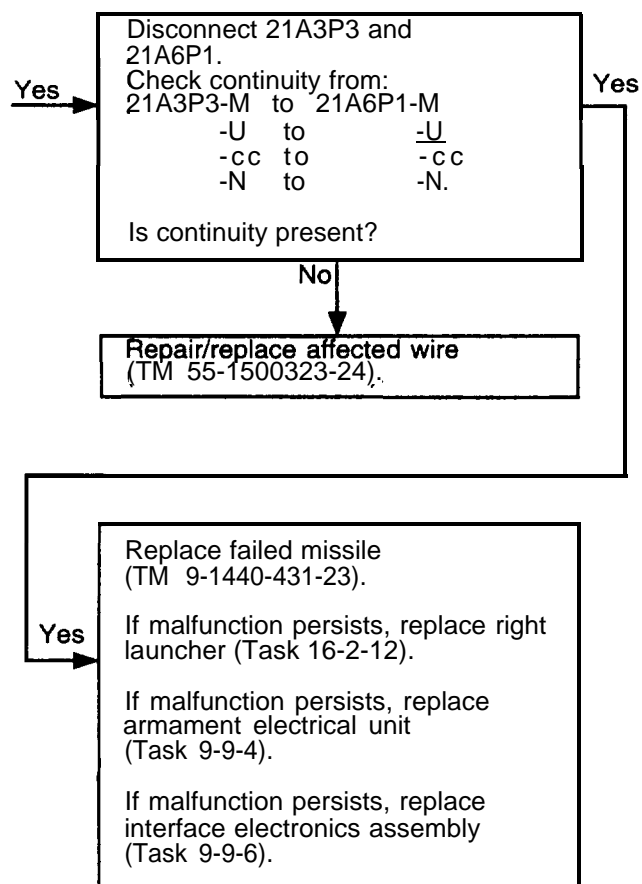 Disconnect 21A3P3 and
21A6P1.
Check continuity from:
21A3P3-M to 21A6P1-M
-U to -U
-cc to -cc
-N to -N.
Is continuity present?
Yes
Yes
No
Repair/replace affected wire
(TM 55-1500323-24).
Yes
Replace failed missile
(TM 9-1440-431-23).
If malfunction persists, replace right
launcher (Task 16-2-12).
If malfunction persists, replace
armament electrical unit
(Task 9-9-4).
If malfunction persists, replace
interface electronics assembly
(Task 9-9-6).